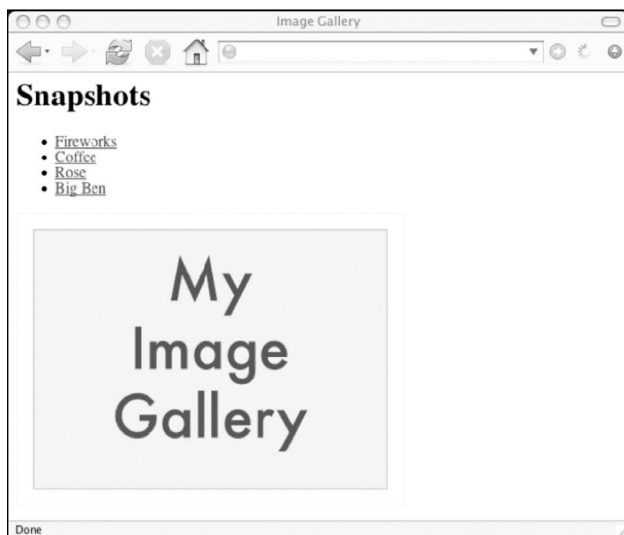 Image Gallery
Snapshots
Fireworks
Coffee
Rose
Big Ben
My
Image
Gallery
Done